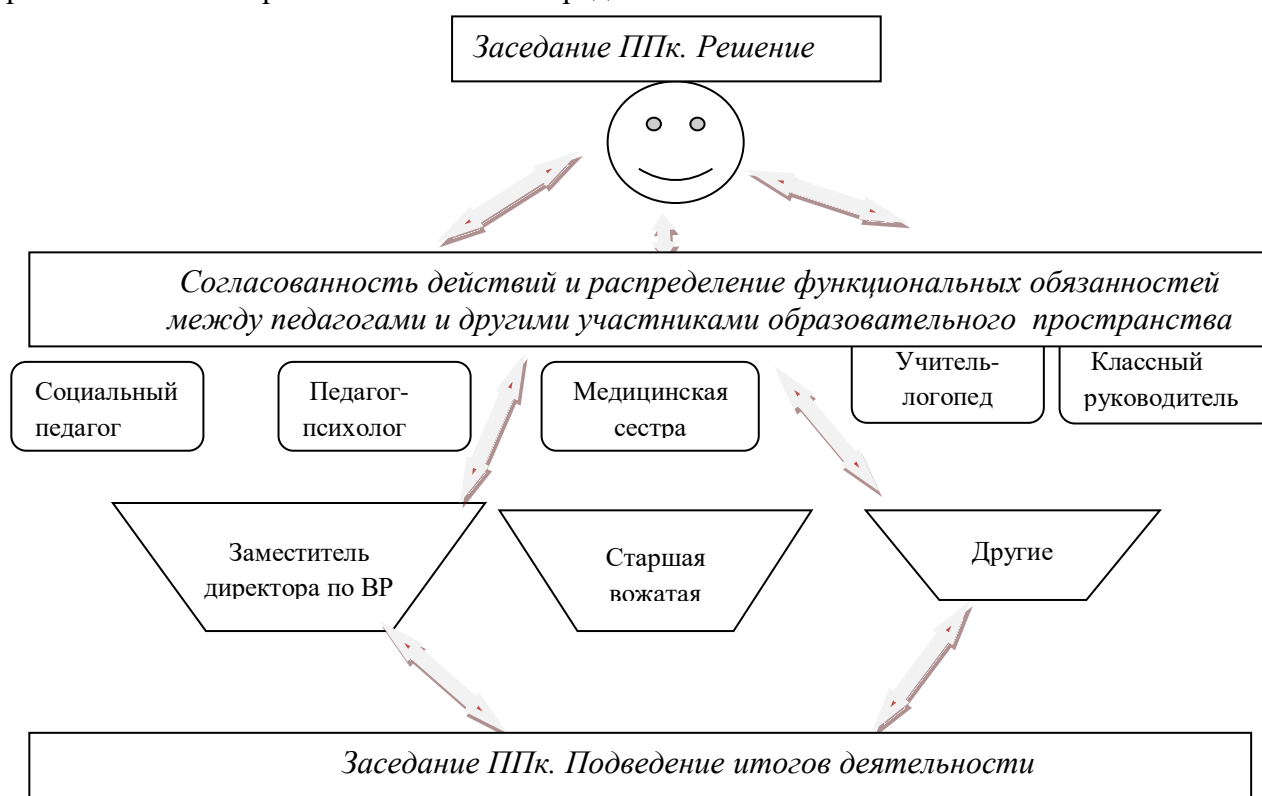 Заседание ППк. Решение
Согласованность действий и распределение функциональных обязанностей
между педагогами и другими участниками образовательного пространства
Социальный
педагог
Педагог-
психолог
Медицинская
сестра
Учитель-
логопед
Классный
руководитель
Заместитель
директора по ВР
Старшая
вожатая
Другие
Заседание ППк. Подведение итогов деятельности